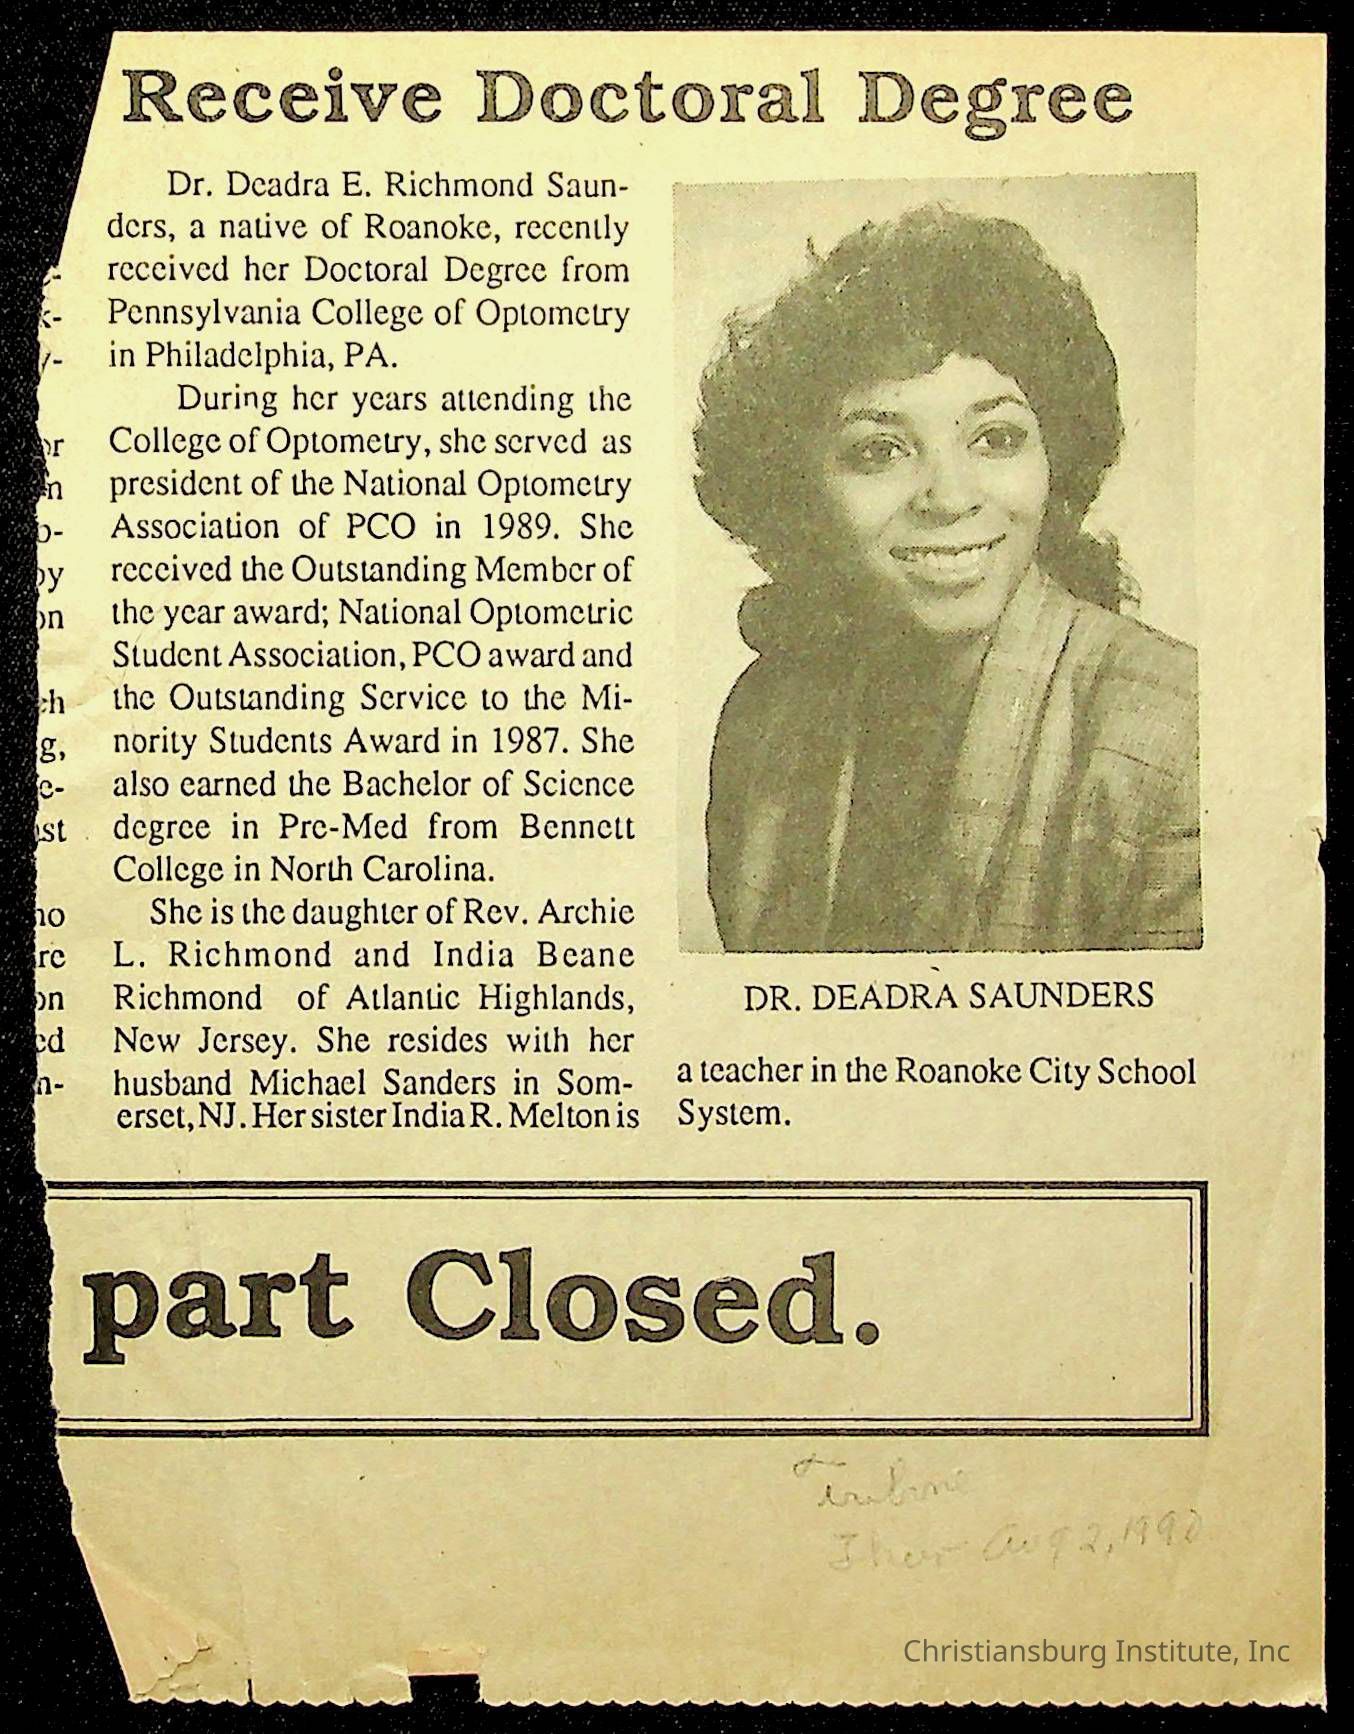 Receive Doctoral Degree
Dr. Deadra E. Richmond Saun-
ders, a native of Roanoke, recently
received her Doctoral Degree from
Pennsylvania College of Optometry
in Philadelphia, PA.
During her years attending the
College of Optometry, she served as
president of the National Optometry
Association of PCO in 1989. She
received the Outstanding Member of
the year award; National Optometric
Student Association, PCO award and
the Outstanding Service to the Mi-
nority Students Award in 1987. She
also earned the Bachelor of Science
degree in Pre-Med from Bennett
College in North Carolina.
She is the daughter of Rev. Archie
L. Richmond and India Beane
Richmond of Atlantic Highlands,
New Jersey. She resides with her
husband Michael Sanders in Som-
erset, NJ. Her sister India R. Melton is
DR. DEADRA SAUNDERS
a teacher in the Roanoke City School
System.
part Closed.
Tribune
Thur Aug 2, 1990
Christiansburg Institute, Inc